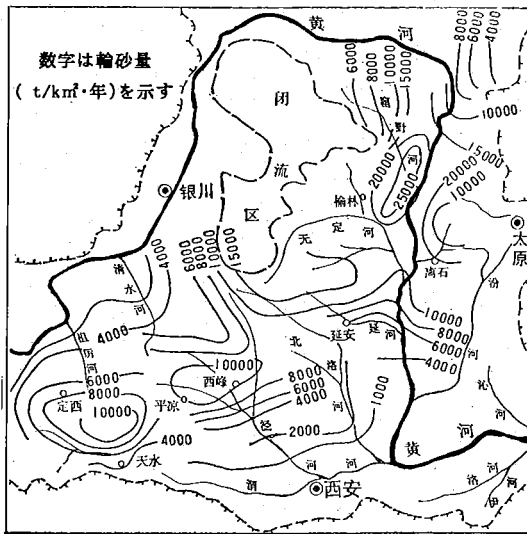 数字は輪砂量
( t/km²·年)を示す
黄
河
4000
6000
8000
10000
6000
8000
10000
15000
窟
野
河
闭
流
区
银川
榆林
20000
25000
15000
20000
10000
太
原
无
定
河
离石
汾
河
4000
6000
8000
10000
15000
清
水
河
4000
祖
厉
河
6000
8000
10000
定西
平凉
4000
天水
10000
西峰
8000
6000
4000
2000
泾
河
北
洛
河
延安
延
河
1000
10000
8000
6000
4000
沁
河
黄
河
渭
河
西安
洛
河
伊
河